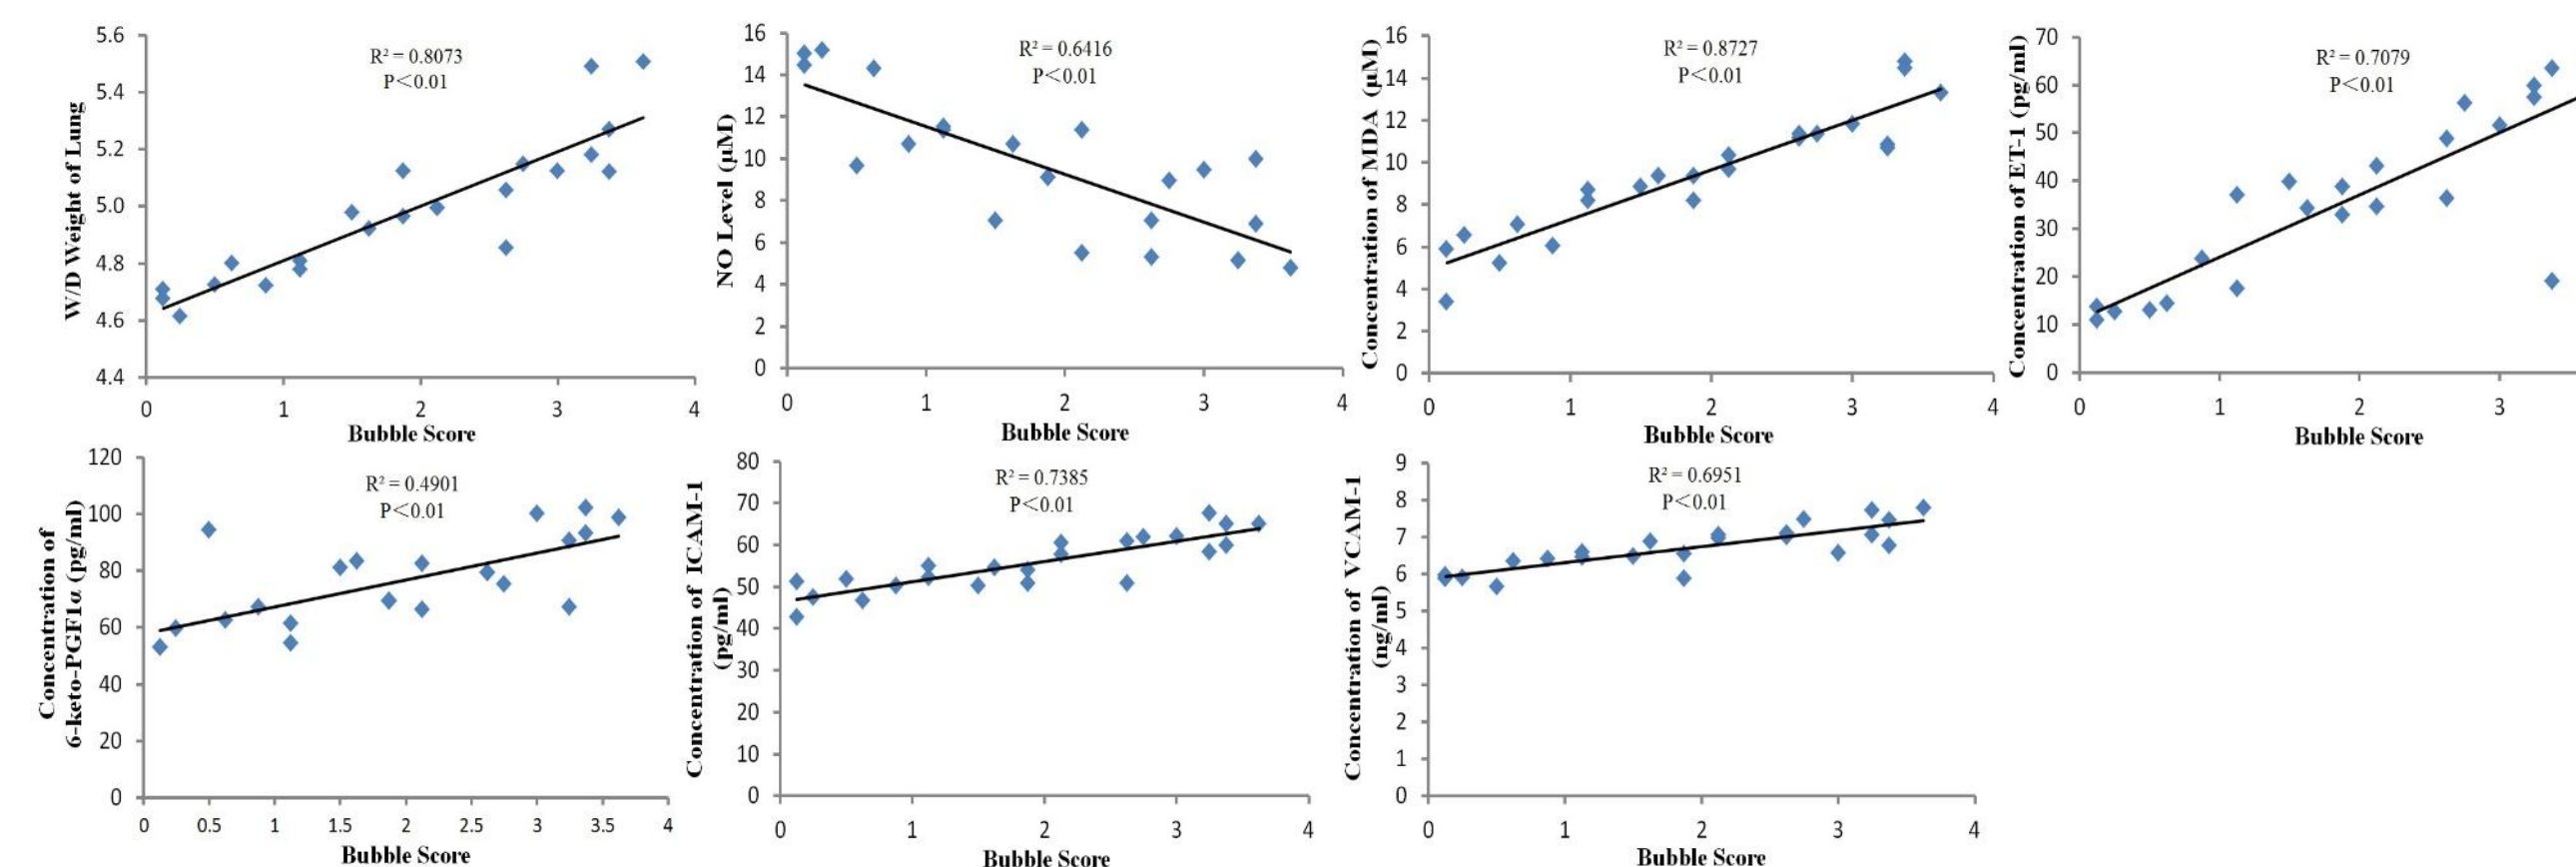 W/D Weight of Lung
5.6
5.4
5.2
5.0
4.8
4.6
4.4
R² = 0.8073
P<0.01
0 1 2 3 4
Bubble Score
NO Level (μM)
16
14
12
10
8
6
4
2
0
R² = 0.6416
P<0.01
0 1 2 3 4
Bubble Score
Concentration of MDA (μM)
16
14
12
10
8
6
4
2
0
R² = 0.8727
P<0.01
0 1 2 3 4
Bubble Score
Concentration of ET-1 (pg/ml)
70
60
50
40
30
20
10
0
R² = 0.7079
P<0.01
0 1 2 3
Bubble Score
Concentration of
6-keto-PGF1α (pg/ml)
120
100
80
60
40
20
0
R² = 0.4901
P<0.01
0 0.5 1 1.5 2 2.5 3 3.5 4
Bubble Score
Concentration of ICAM-1
(pg/ml)
80
70
60
50
40
30
20
10
0
R² = 0.7385
P<0.01
0 1 2 3 4
Bubble Score
Concentration of VCAM-1
(ng/ml)
9
8
7
6
5
4
3
2
1
0
R² = 0.6951
P<0.01
0 1 2 3 4
Bubble Score